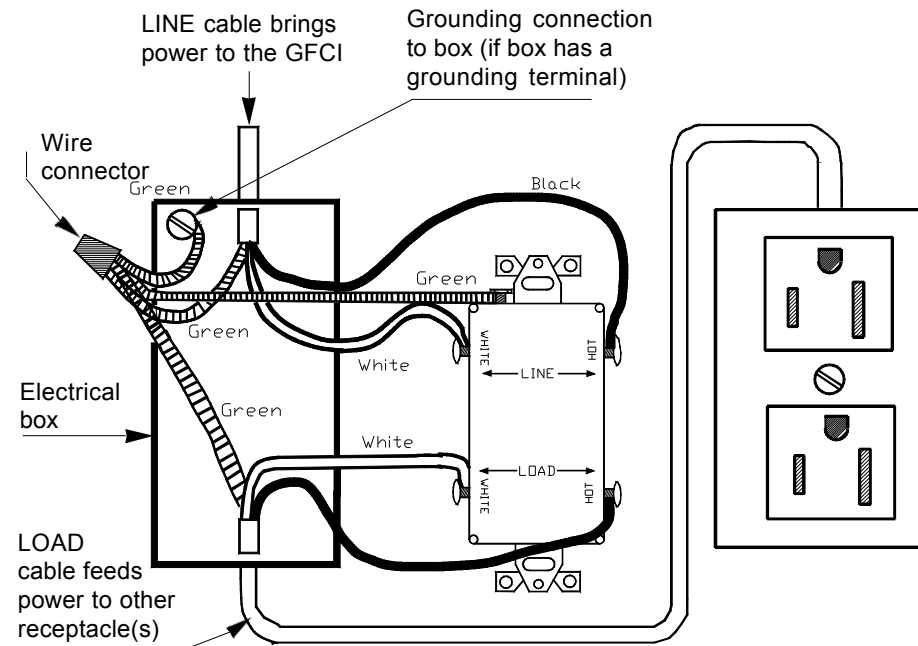 LINE cable brings
power to the GFCI
Grounding connection
to box (if box has a
grounding terminal)
Wire
connector
Green
Black
Green
Green
White
WHITE
HOT
LINE
Electrical
box
Green
White
LOAD
WHITE
HOT
LOAD
cable feeds
power to other
receptacle(s)